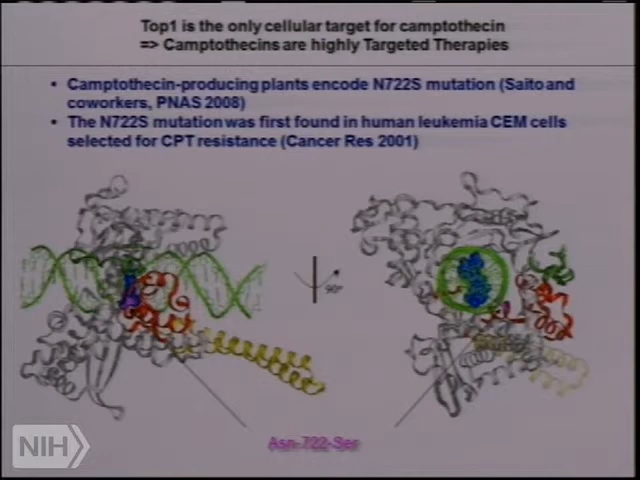 Top1 is the only cellular target for camptothecin
=> Camptothecins are highly Targeted Therapies
• Camptothecin-producing plants encode N722S mutation (Saito and
coworkers, PNAS 2008)
• The N722S mutation was first found in human leukemia CEM cells
selected for CPT resistance (Cancer Res 2001)
90°
Asn-722-Ser
NIH